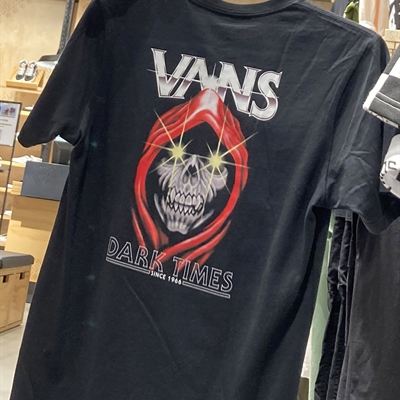 VANS
DARK TIMES
SINCE 1966